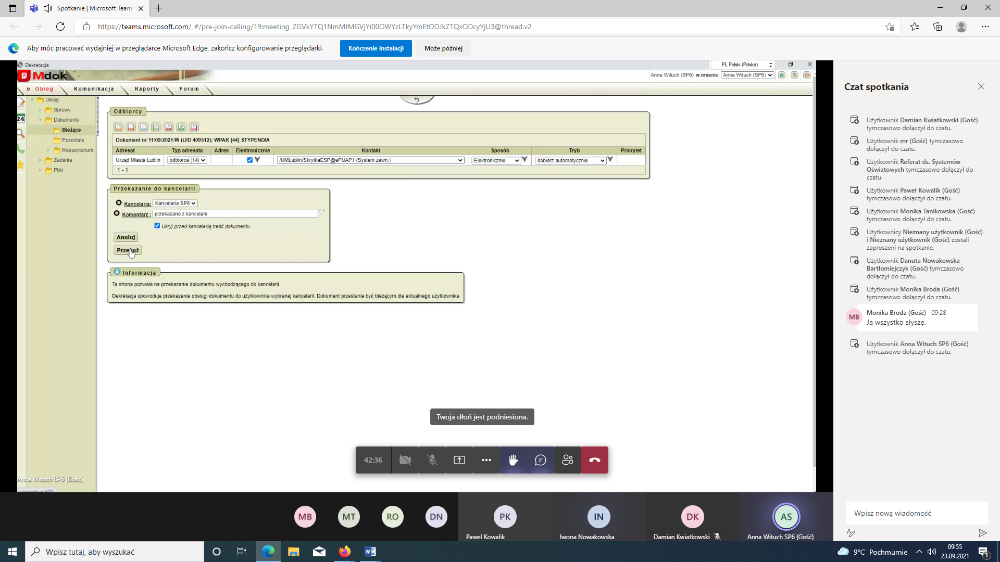 Spotkanie | Microsoft Teams
https://teams.microsoft.com/_#/pre-join-calling/19:meeting_ZGVkYTQ1NmMtMGVjYi00OWYzLTkyYmEtODJkZTQxODcyYjU3@thread.v2
Aby móc pracować wydajniej w przeglądarce Microsoft Edge, zakończ konfigurowanie przeglądarki.
Kończenie instalacji
Może później
Dekretacja
PL Polski (Polska)
Mdok
Anna Wituch (SP6) w imieniu Anna Wituch (SP6)
» Obieg
Komunikacja
Raporty
Forum
24
Obieg
Sprawy
Dokumenty
Bieżące
Pozostałe
Repozytorium
Zadania
Pliki
Odbiorcy
Dokument nr 11/09/2021/W (UID 409512): WPAK [44] STYPENDIA
Adresat Typ adresata Adres Elektronicznie Kontakt Sposób Tryb Priorytet
Urząd Miasta Lublin odbiorca (14) /UMLublin/SkrytkaESP@ePUAP1 (System zewn.) Elektronicznie dobierz automatycznie
1 - 1
Przekazanie do kancelarii
Kancelaria: Kancelaria SP6
Komentarz : przekazano z kancelarii
Ukryj przed kancelarią treść dokumentu
Anuluj
Przekaż
Informacja
Ta strona pozwala na przekazanie dokumentu wychodzącego do kancelarii.
Dekretacja spowoduje przekazanie obsługi dokumentu do użytkownika wybranej kancelarii. Dokument przestanie być bieżącym dla aktualnego użytkownika.
Twoja dłoń jest podniesiona.
42:36
Anna Wituch SP6 (Gość)
MB
MT
RO
DN
PK
Paweł Kowalik
IN
Iwona Nowakowska
DK
Damian Kwiatkowski
AS
Anna Wituch SP6 (Gość)
Czat spotkania
Użytkownik Damian Kwiatkowski (Gość)
tymczasowo dołączył do czatu.
Użytkownik mr (Gość) tymczasowo
dołączył do czatu.
Użytkownik Referat ds. Systemów
Oświatowych tymczasowo dołączył do
czatu.
Użytkownik Paweł Kowalik (Gość)
tymczasowo dołączył do czatu.
Użytkownik Monika Tanikowska (Gość)
tymczasowo dołączył do czatu.
Użytkownicy Nieznany użytkownik (Gość)
i Nieznany użytkownik (Gość) zostali
zaproszeni na spotkanie.
Użytkownik Danuta Nowakowska-
Bartłomiejczyk (Gość) tymczasowo
dołączył do czatu.
Użytkownik Monika Broda (Gość)
tymczasowo dołączył do czatu.
MB
Monika Broda (Gość) 09:28
Ja wszystko słyszę.
Użytkownik Anna Wituch SP6 (Gość)
tymczasowo dołączył do czatu.
Wpisz nową wiadomość
Wpisz tutaj, aby wyszukać
9°C Pochmurnie
09:55
23.09.2021
1